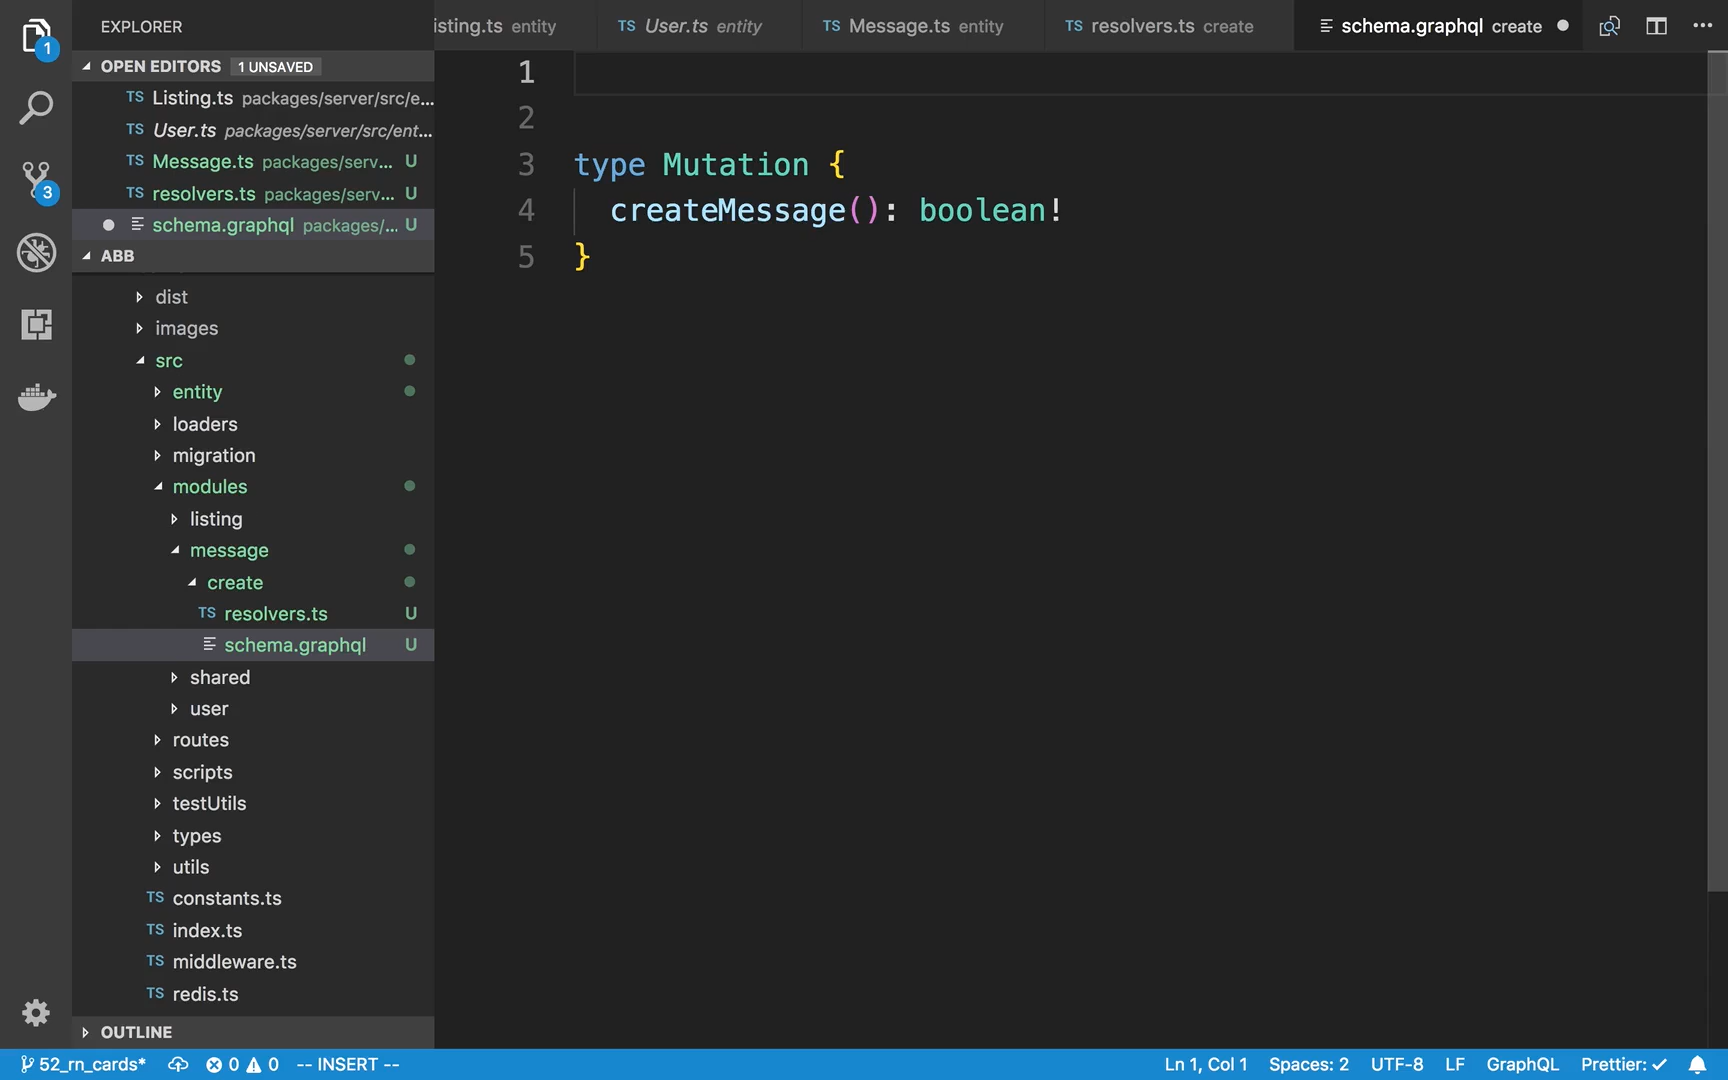 EXPLORER
isting.ts entity
TS User.ts entity
TS Message.ts entity
TS resolvers.ts create
schema.graphql create
1
OPEN EDITORS 1 UNSAVED
TS Listing.ts packages/server/src/e...
TS User.ts packages/server/src/ent...
TS Message.ts packages/serv... U
TS resolvers.ts packages/serv... U
schema.graphql packages/... U
3
ABB
dist
images
src
entity
loaders
migration
modules
listing
message
create
TS resolvers.ts U
schema.graphql U
shared
user
routes
scripts
testUtils
types
utils
TS constants.ts
TS index.ts
TS middleware.ts
TS redis.ts
OUTLINE
1
2
3 type Mutation {
4 createMessage(): boolean!
5 }
52_rn_cards* 0 0 -- INSERT -- Ln 1, Col 1 Spaces: 2 UTF-8 LF GraphQL Prettier: ✓